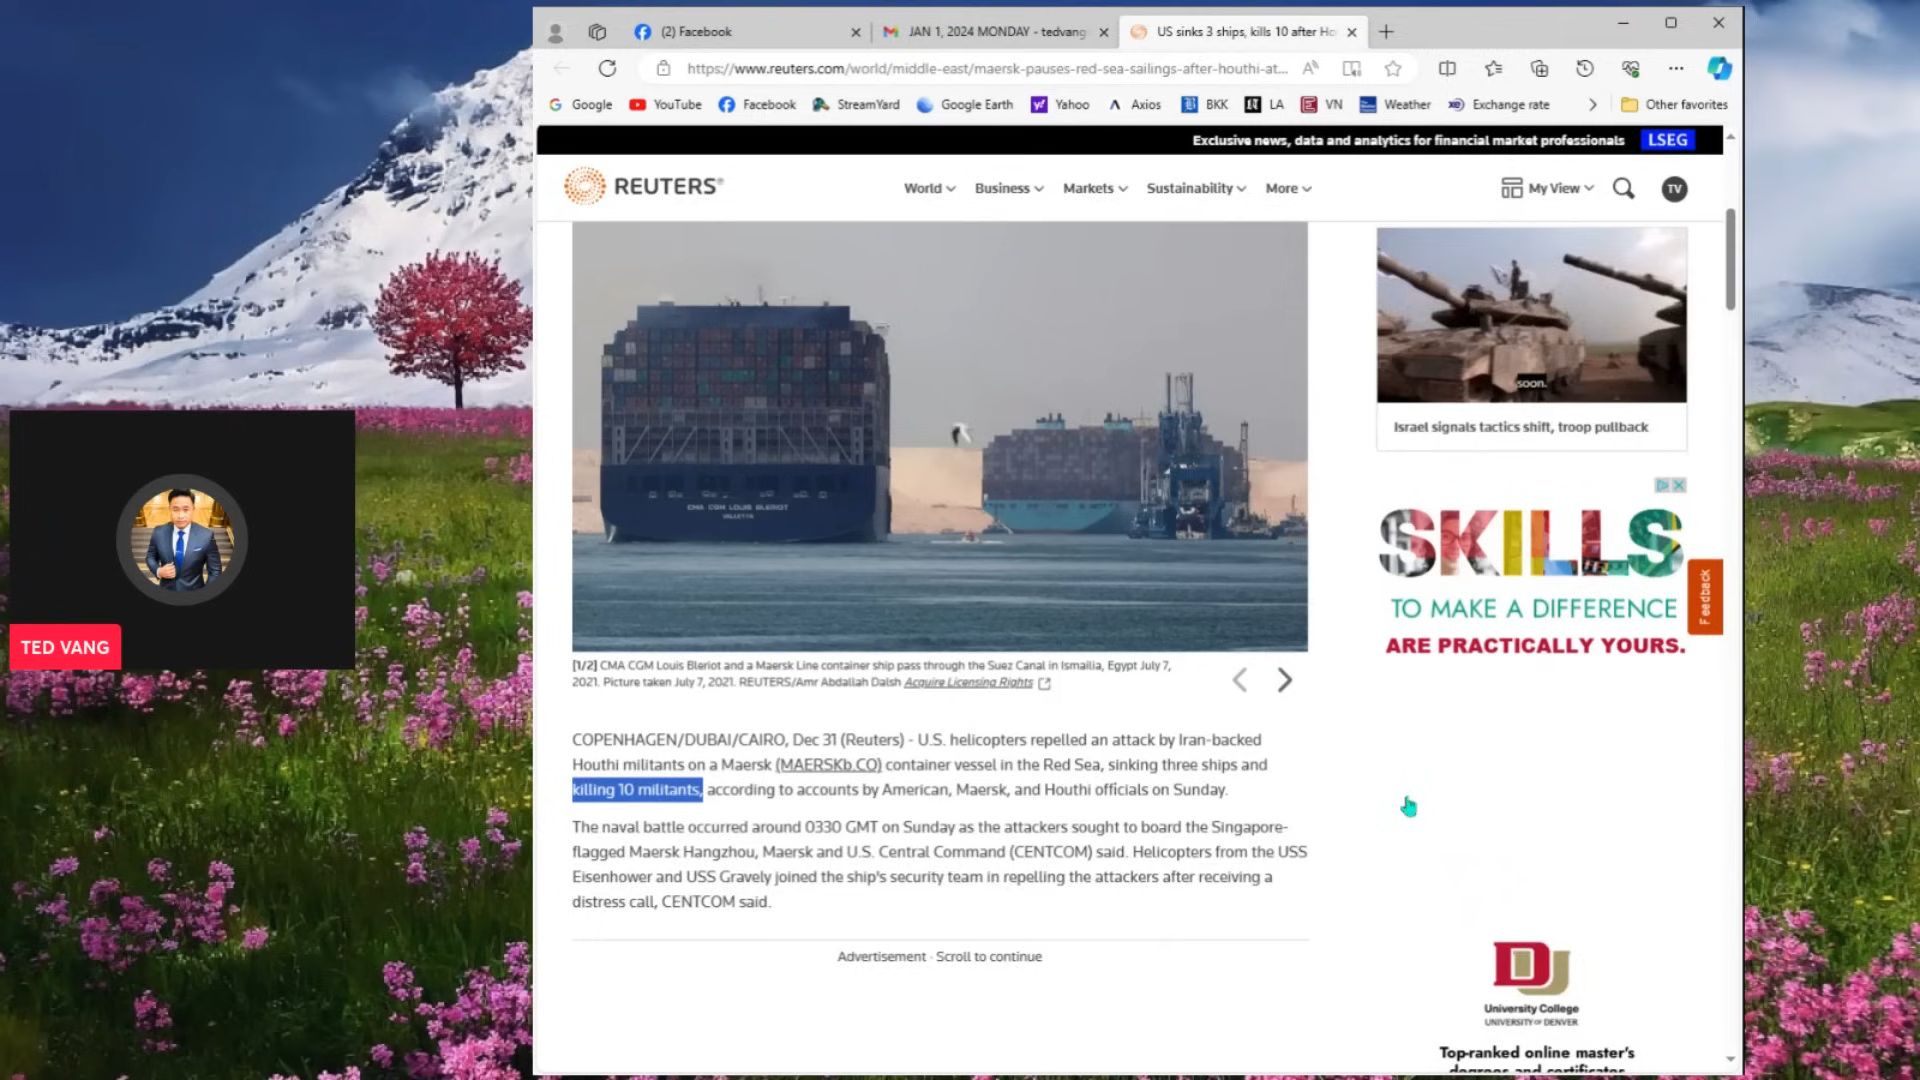 (2) Facebook
JAN 1, 2024 MONDAY - tedvang
US sinks 3 ships, kills 10 after Ho
https://www.reuters.com/world/middle-east/maersk-pauses-red-sea-sailings-after-houthi-at...
Google
YouTube
Facebook
StreamYard
Google Earth
Yahoo
Axios
BKK
LA
VN
Weather
Exchange rate
Other favorites
Exclusive news, data and analytics for financial market professionals
LSEG
REUTERS®
World
Business
Markets
Sustainability
More
My View
TV
CMA CGM LOUIS BLERIOT
VALLETTA
soon.
Israel signals tactics shift, troop pullback
[1/2] CMA CGM Louis Bleriot and a Maersk Line container ship pass through the Suez Canal in Ismailia, Egypt July 7,
2021. Picture taken July 7, 2021. REUTERS/Amr Abdallah Dalsh Acquire Licensing Rights
COPENHAGEN/DUBAI/CAIRO, Dec 31 (Reuters) - U.S. helicopters repelled an attack by Iran-backed
Houthi militants on a Maersk (MAERSKb.CO) container vessel in the Red Sea, sinking three ships and
killing 10 militants, according to accounts by American, Maersk, and Houthi officials on Sunday.
The naval battle occurred around 0330 GMT on Sunday as the attackers sought to board the Singapore-
flagged Maersk Hangzhou, Maersk and U.S. Central Command (CENTCOM) said. Helicopters from the USS
Eisenhower and USS Gravely joined the ship's security team in repelling the attackers after receiving a
distress call, CENTCOM said.
Advertisement · Scroll to continue
SKILLS
TO MAKE A DIFFERENCE
ARE PRACTICALLY YOURS.
Feedback
University College
UNIVERSITY OF DENVER
Top-ranked online master's
degrees and certificates
TED VANG